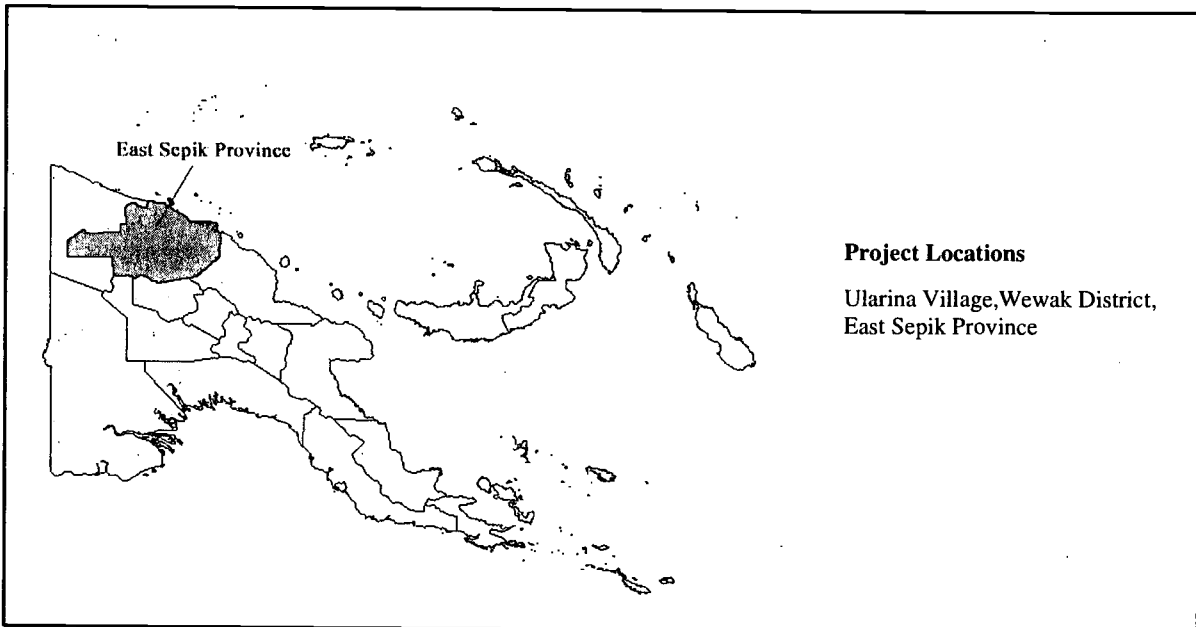 East Sepik Province
Project Locations
Ularina Village,Wewak District,
East Sepik Province